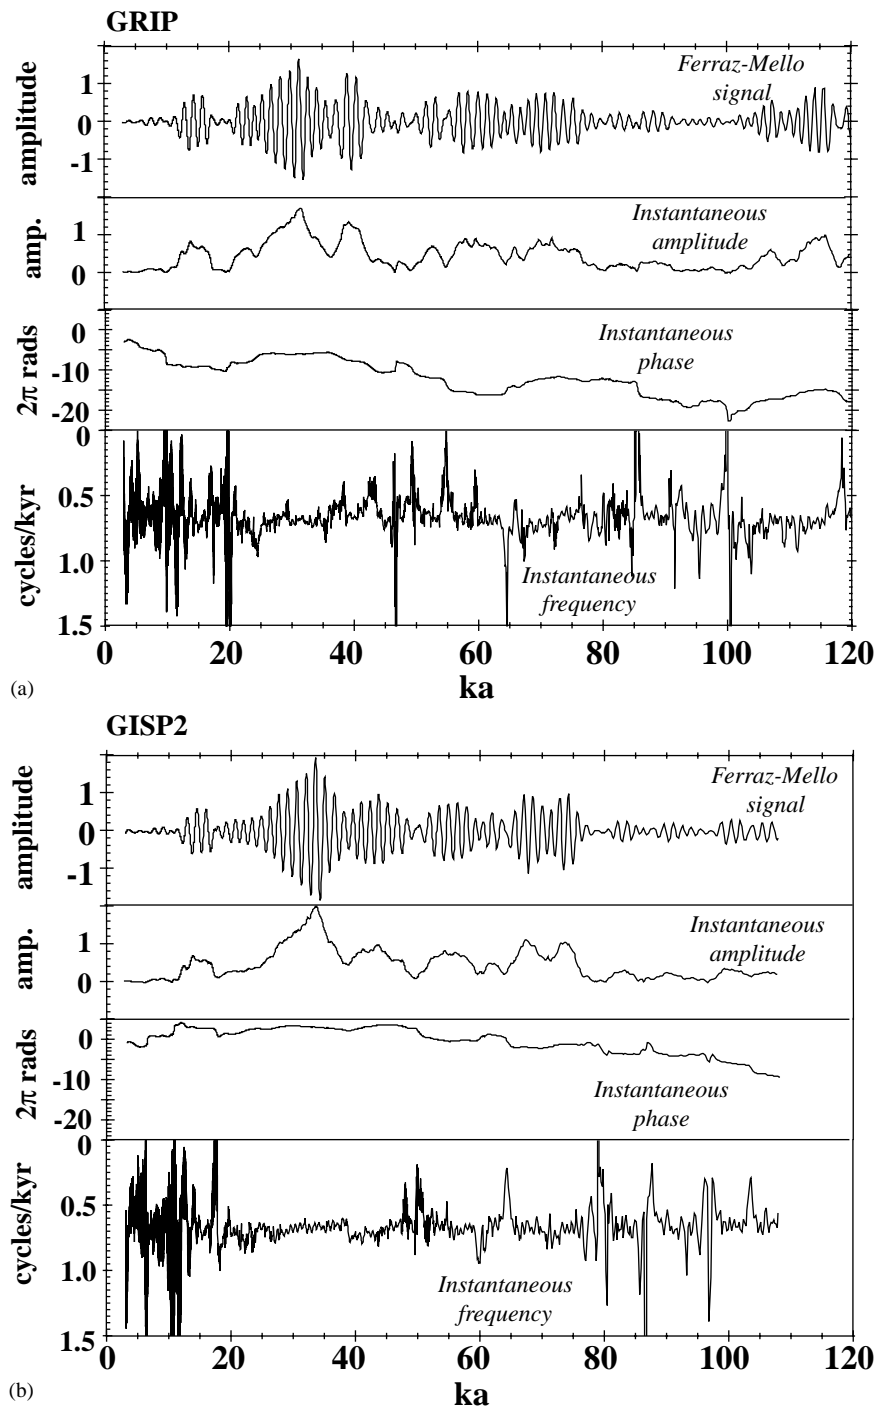 GRIP
amplitude
1
0
-1
Ferraz-Mello
signal
amp.
1
0
Instantaneous
amplitude
2π rads
0
-10
-20
Instantaneous
phase
cycles/kyr
0
0.5
1.0
1.5
Instantaneous
frequency
0 20 40 60 80 100 120
ka
(a)
GISP2
amplitude
1
0
-1
Ferraz-Mello
signal
amp.
1
0
Instantaneous
amplitude
2π rads
0
-10
-20
Instantaneous
phase
cycles/kyr
0
0.5
1.0
1.5
Instantaneous
frequency
0 20 40 60 80 100 120
ka
(b)